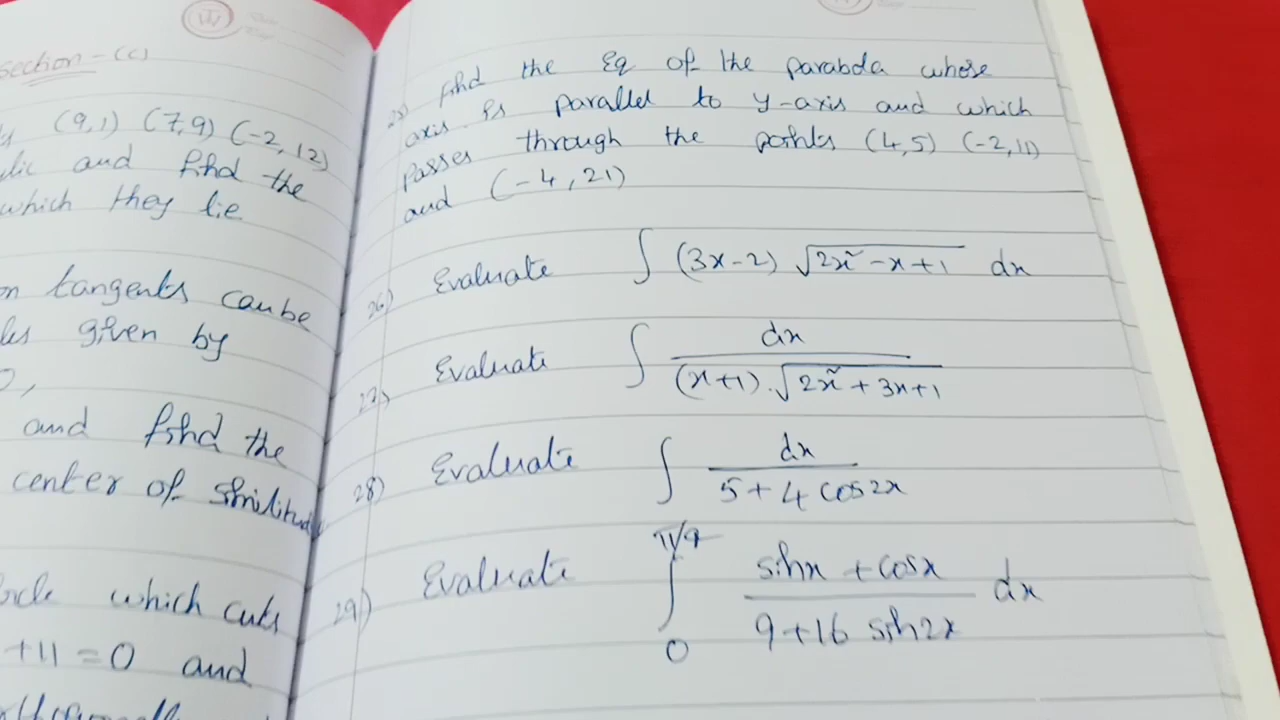 section - (c)
(9,1) (7,9) (-2,12)
and find the
which they lie
tangents can be
given by
and find the
center of similitude
which cuts
+11 = 0 and
25) find the Eq of the parabola whose
axis is parallel to y-axis and which
passes through the points (4,5) (-2,11)
and (-4,21)
26) Evaluate ∫ (3x-2) √(2x²-x+1) dx
27) Evaluate ∫ dx / (x+1).√(2x²+3x+1)
28) Evaluate ∫ dx / 5+4cos2x
29) Evaluate ∫₀^(π/4) sinx + cosx / 9+16 sin2x dx